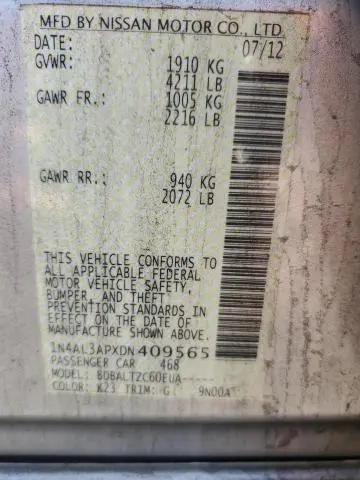 MFD BY NISSAN MOTOR CO., LTD.
DATE: 07/12
GVWR: 1910 KG
4211 LB
GAWR FR: 1005 KG
2216 LB
GAWR RR: 940 KG
2072 LB
THIS VEHICLE CONFORMS TO
ALL APPLICABLE FEDERAL
MOTOR VEHICLE SAFETY,
BUMPER, AND THEFT
PREVENTION STANDARDS IN
EFFECT ON THE DATE OF
MANUFACTURE SHOWN ABOVE.
1N4AL3APXDN409565
PASSENGER CAR 468
MODEL: BDBALTZC60EUA-----
COLOR: K23 TRIM: G 9N00A